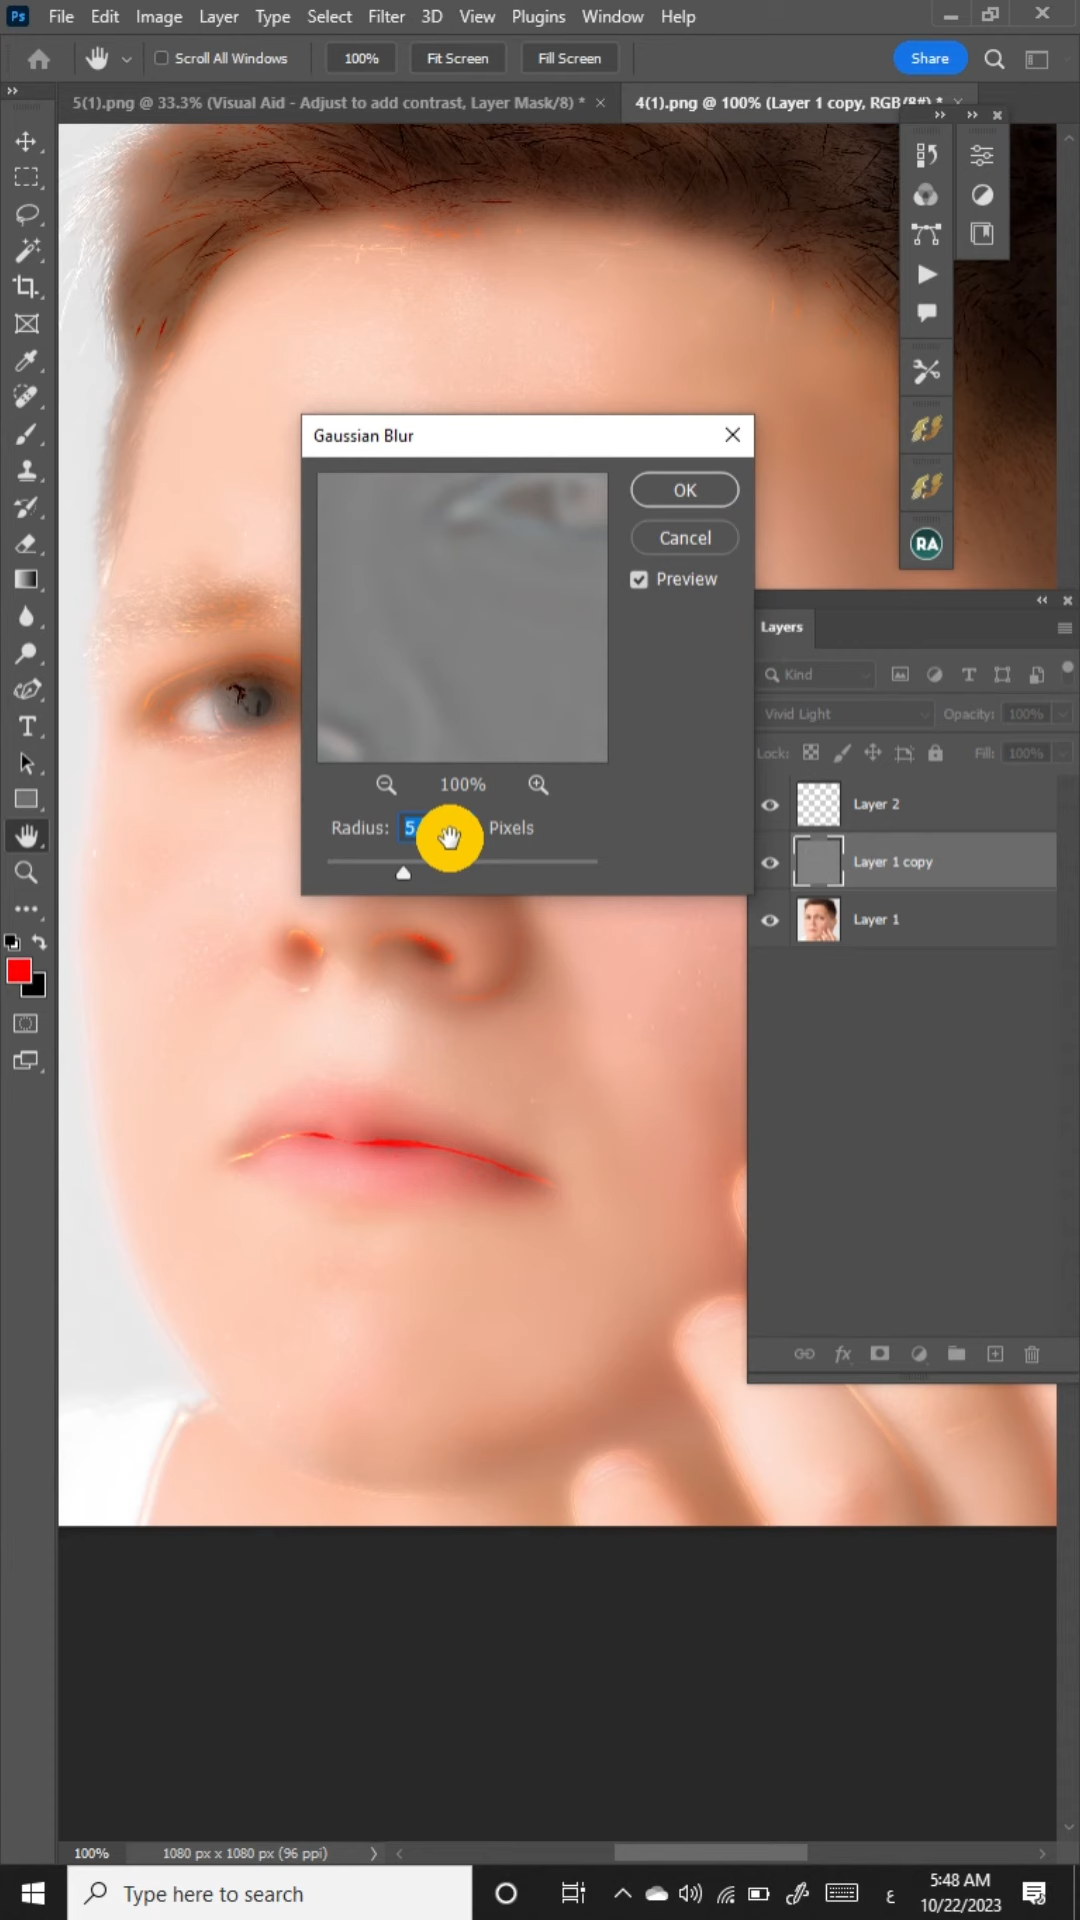 Ps File Edit Image Layer Type Select Filter 3D View Plugins Window Help
Scroll All Windows 100% Fit Screen Fill Screen Share
5(1).png @ 33.3% (Visual Aid - Adjust to add contrast, Layer Mask/8) * 4(1).png @ 100% (Layer 1 copy, RGB/8#) *
Gaussian Blur
OK
Cancel
Preview
100%
Radius: 5 Pixels
RA
Layers
Kind
Vivid Light Opacity: 100%
Lock: Fill: 100%
Layer 2
Layer 1 copy
Layer 1
fx
100% 1080 px x 1080 px (96 ppi)
Type here to search
ع
5:48 AM
10/22/2023